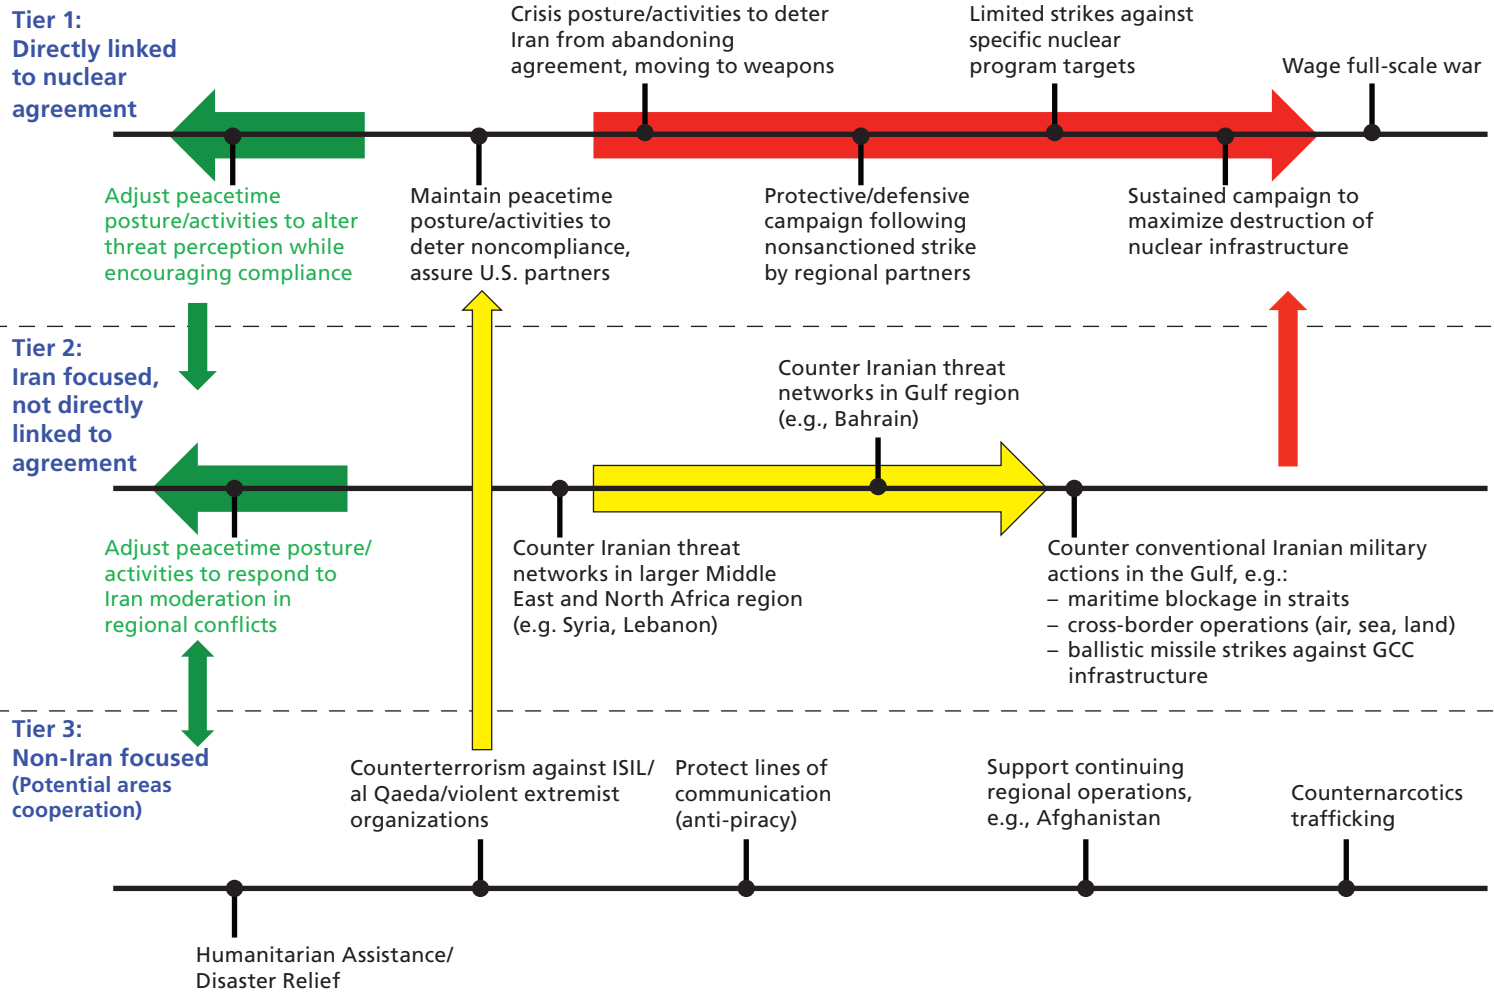 Tier 1:
Directly linked
to nuclear
agreement
Crisis posture/activities to deter
Iran from abandoning
agreement, moving to weapons
Limited strikes against
specific nuclear
program targets
Wage full-scale war
Adjust peacetime
posture/activities to alter
threat perception while
encouraging compliance
Maintain peacetime
posture/activities to
deter noncompliance,
assure U.S. partners
Protective/defensive
campaign following
nonsanctioned strike
by regional partners
Sustained campaign to
maximize destruction of
nuclear infrastructure
Tier 2:
Iran focused,
not directly
linked to
agreement
Counter Iranian threat
networks in Gulf region
(e.g., Bahrain)
Adjust peacetime posture/
activities to respond to
Iran moderation in
regional conflicts
Counter Iranian threat
networks in larger Middle
East and North Africa region
(e.g. Syria, Lebanon)
Counter conventional Iranian military
actions in the Gulf, e.g.:
– maritime blockage in straits
– cross-border operations (air, sea, land)
– ballistic missile strikes against GCC
infrastructure
Tier 3:
Non-Iran focused
(Potential areas
cooperation)
Counterterrorism against ISIL/
al Qaeda/violent extremist
organizations
Protect lines of
communication
(anti-piracy)
Support continuing
regional operations,
e.g., Afghanistan
Counternarcotics
trafficking
Humanitarian Assistance/
Disaster Relief